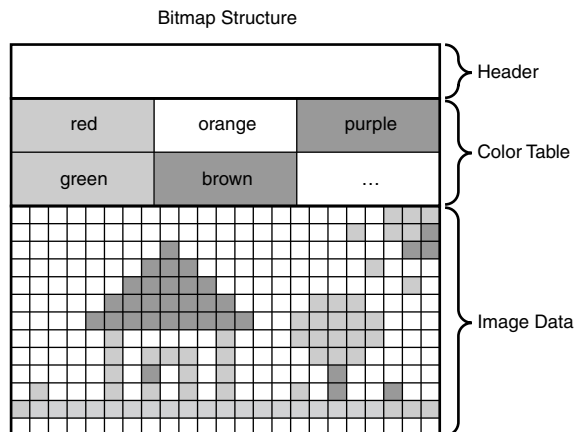 Bitmap Structure
Header
red orange purple
Color Table
green brown ...
Image Data